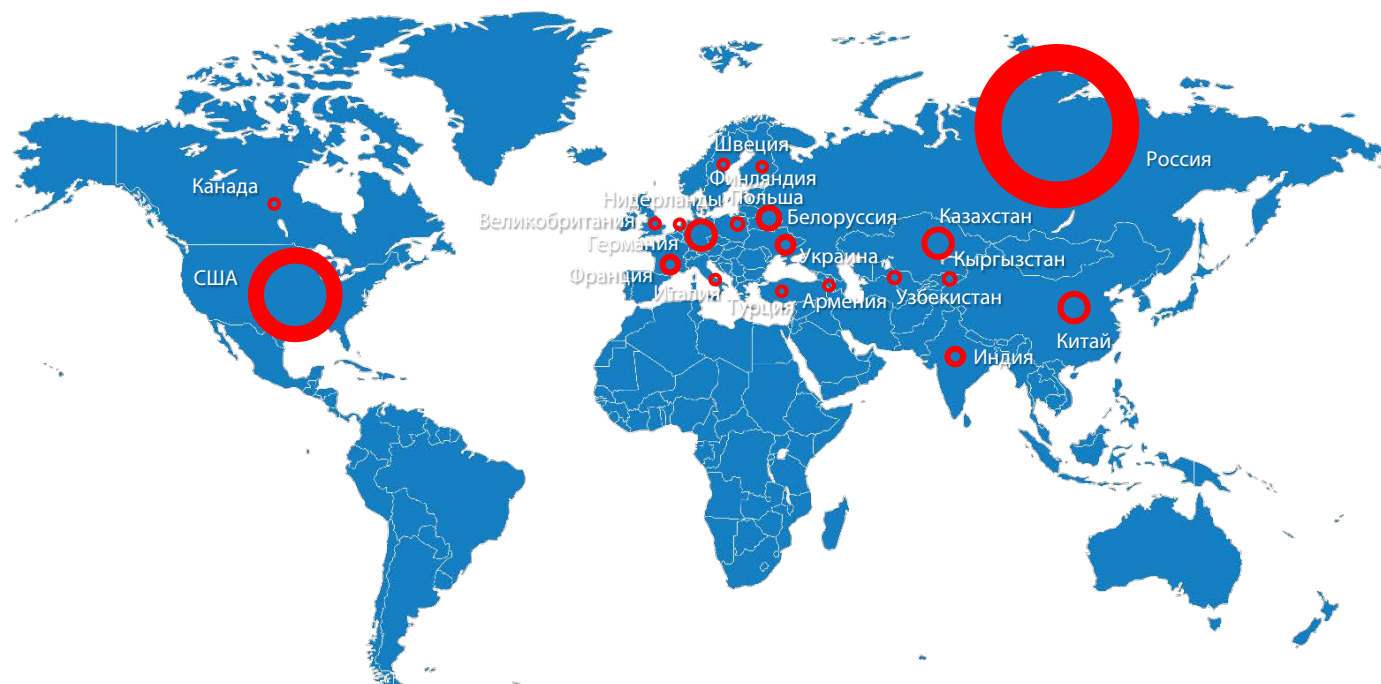 Швеция
Россия
Финляндия
Канада
Нидерланды
Польша
Великобритания
Белоруссия
Казахстан
Германия
Украина
Кыргызстан
Франция
США
Италия
Турция
Армения
Узбекистан
Китай
Индия